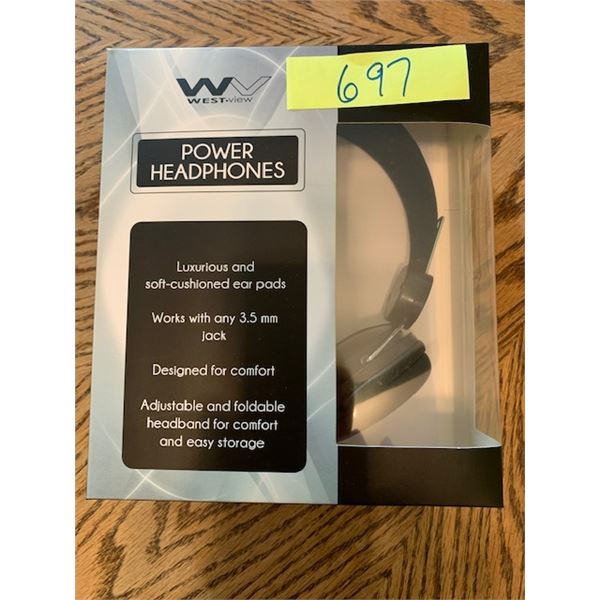 697
WV
WEST-view
POWER
HEADPHONES
Luxurious and
soft-cushioned ear pads
Works with any 3.5 mm
jack
Designed for comfort
Adjustable and foldable
headband for comfort
and easy storage